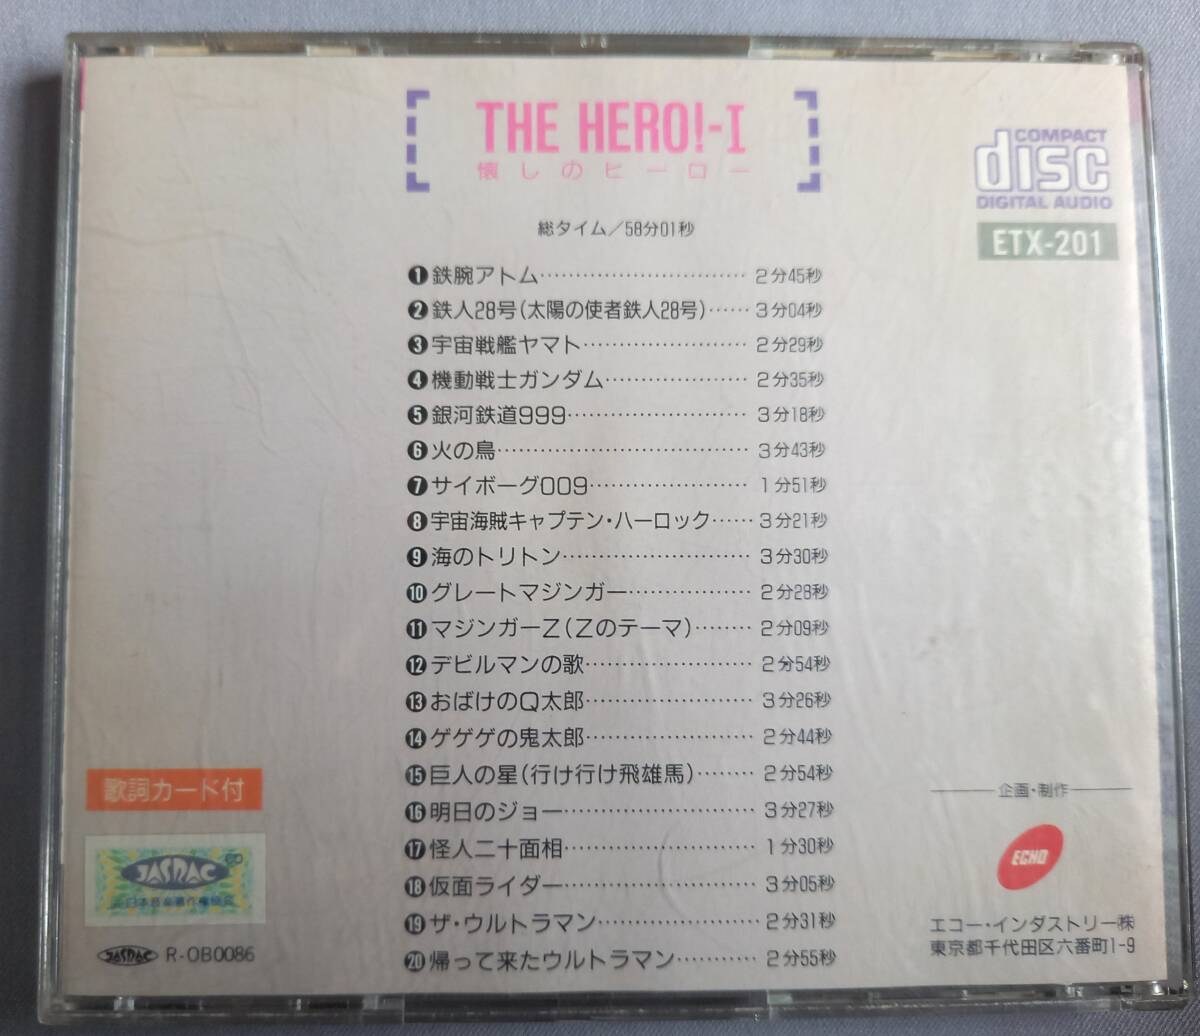 THE HERO!-I
懐しのヒーロー
COMPACT
disc
DIGITAL AUDIO
ETX-201
総タイム/58分01秒
❶鉄腕アトム…………………………2分45秒
❷鉄人28号(太陽の使者鉄人28号)……3分04秒
❸宇宙戦艦ヤマト……………………2分29秒
❹機動戦士ガンダム…………………2分35秒
❺銀河鉄道999………………………3分18秒
❻火の鳥………………………………3分43秒
❼サイボーグ009……………………1分51秒
❽宇宙海賊キャプテン・ハーロック……3分21秒
❾海のトリトン………………………3分30秒
❿グレートマジンガー………………2分28秒
⓫マジンガーZ(Zのテーマ)………2分09秒
⓬デビルマンの歌……………………2分54秒
⓭おばけのQ太郎……………………3分26秒
⓮ゲゲゲの鬼太郎……………………2分44秒
⓯巨人の星(行け行け飛雄馬)………2分54秒
⓰明日のジョー………………………3分27秒
⓱怪人二十面相………………………1分30秒
⓲仮面ライダー………………………3分05秒
⓳ザ・ウルトラマン…………………2分31秒
⓴帰って来たウルトラマン…………2分55秒
歌詞カード付
JASRAC
CD
日本音楽著作権協会
JASRAC R-OB0086
企画・制作
ECHO
エコー・インダストリー㈱
東京都千代田区六番町1-9